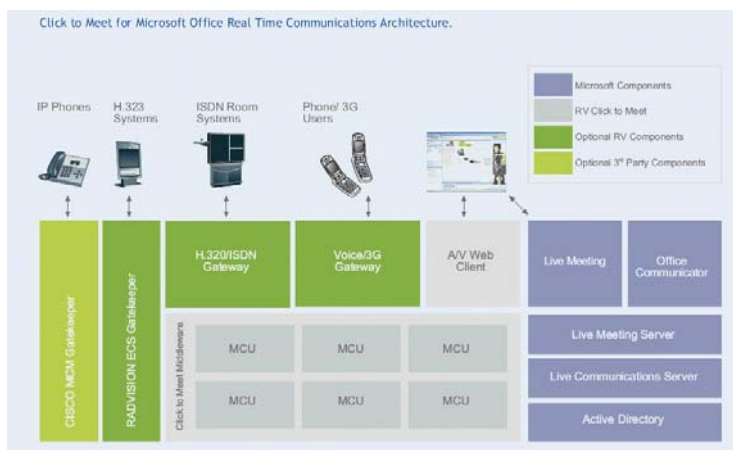 Click to Meet for Microsoft Office Real Time Communications Architecture.
IP Phones
H.323
Systems
ISDN Room
Systems
Phone/ 3G
Users
Microsoft Components
RV Click to Meet
Optional RV Components
Optional 3rd Party Components
CISCO MCM Gatekeeper
RADVISION ECS Gatekeeper
H.320/ISDN
Gateway
Voice/3G
Gateway
A/V Web
Client
Live Meeting
Office
Communicator
Click to Meet Middleware
MCU
MCU
MCU
MCU
MCU
MCU
Live Meeting Server
Live Communications Server
Active Directory